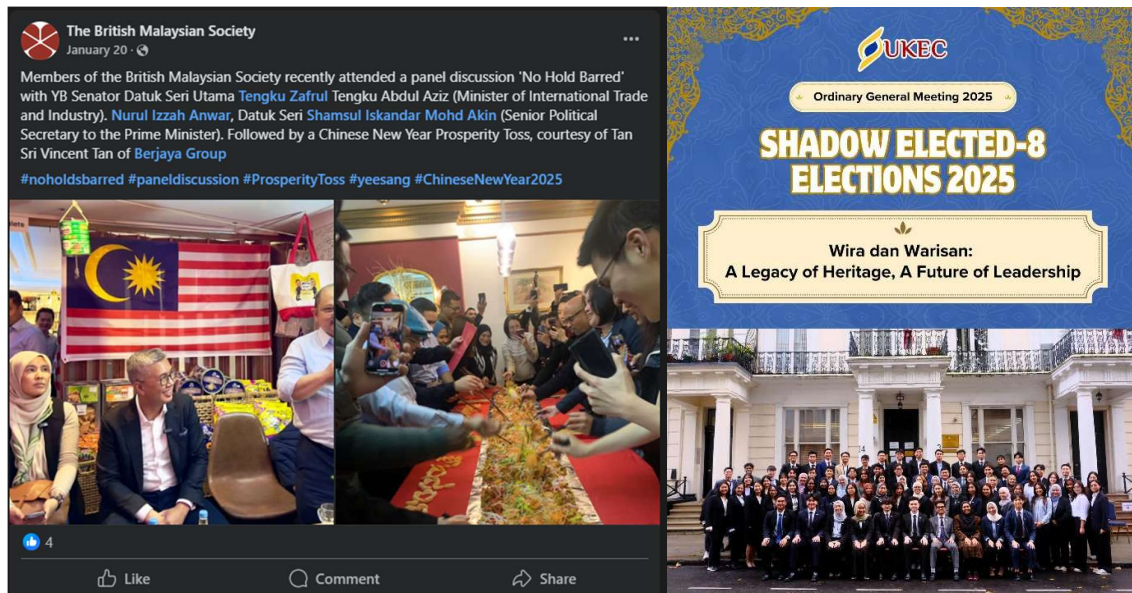 The British Malaysian Society
January 20 ·
Members of the British Malaysian Society recently attended a panel discussion 'No Hold Barred'
with YB Senator Datuk Seri Utama Tengku Zafrul Tengku Abdul Aziz (Minister of International Trade
and Industry). Nurul Izzah Anwar, Datuk Seri Shamsul Iskandar Mohd Akin (Senior Political
Secretary to the Prime Minister). Followed by a Chinese New Year Prosperity Toss, courtesy of Tan
Sri Vincent Tan of Berjaya Group
#noholdsbarred #paneldiscussion #ProsperityToss #yeesang #ChineseNewYear2025
4
Like
Comment
Share
UKEC
Ordinary General Meeting 2025
SHADOW ELECTED-8
ELECTIONS 2025
Wira dan Warisan:
A Legacy of Heritage, A Future of Leadership